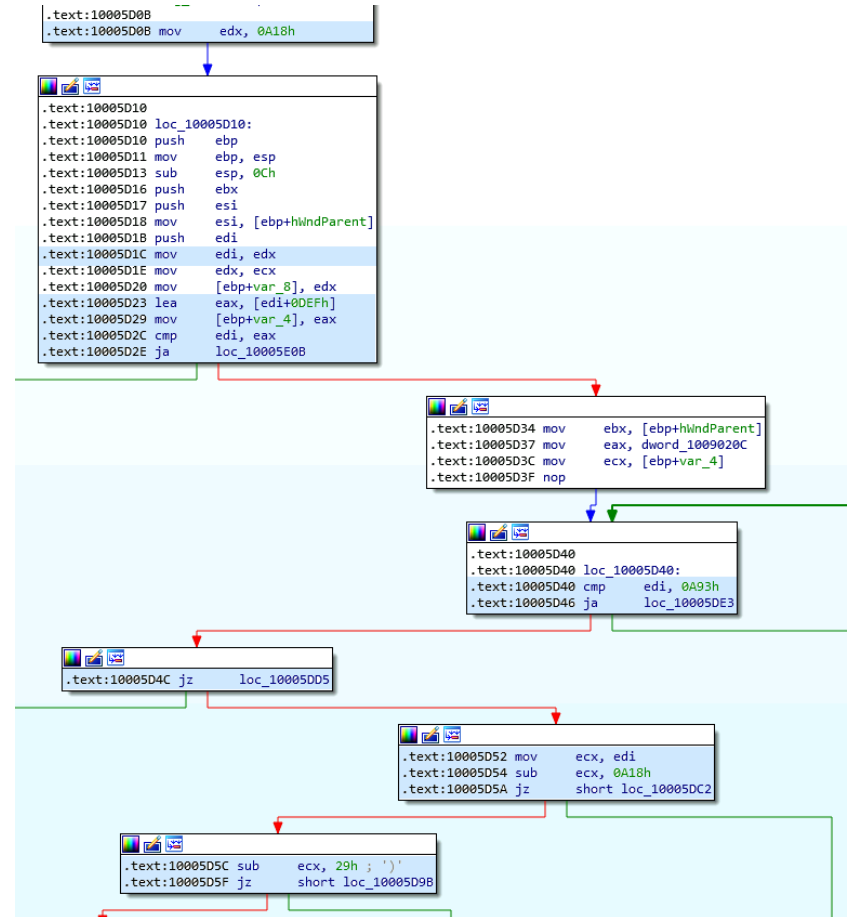 .text:10005D0B
.text:10005D0B mov     edx, 0A18h
.text:10005D10
.text:10005D10 loc_10005D10:
.text:10005D10 push    ebp
.text:10005D11 mov     ebp, esp
.text:10005D13 sub     esp, 0Ch
.text:10005D16 push    ebx
.text:10005D17 push    esi
.text:10005D18 mov     esi, [ebp+hWndParent]
.text:10005D1B push    edi
.text:10005D1C mov     edi, edx
.text:10005D1E mov     edx, ecx
.text:10005D20 mov     [ebp+var_8], edx
.text:10005D23 lea     eax, [edi+0DEFh]
.text:10005D29 mov     [ebp+var_4], eax
.text:10005D2C cmp     edi, eax
.text:10005D2E ja      loc_10005E0B
.text:10005D34 mov     ebx, [ebp+hWndParent]
.text:10005D37 mov     eax, dword_1009020C
.text:10005D3C mov     ecx, [ebp+var_4]
.text:10005D3F nop
.text:10005D40
.text:10005D40 loc_10005D40:
.text:10005D40 cmp     edi, 0A93h
.text:10005D46 ja      loc_10005DE3
.text:10005D4C jz      loc_10005DD5
.text:10005D52 mov     ecx, edi
.text:10005D54 sub     ecx, 0A18h
.text:10005D5A jz      short loc_10005DC2
.text:10005D5C sub     ecx, 29h ; ')'
.text:10005D5F jz      short loc_10005D9B